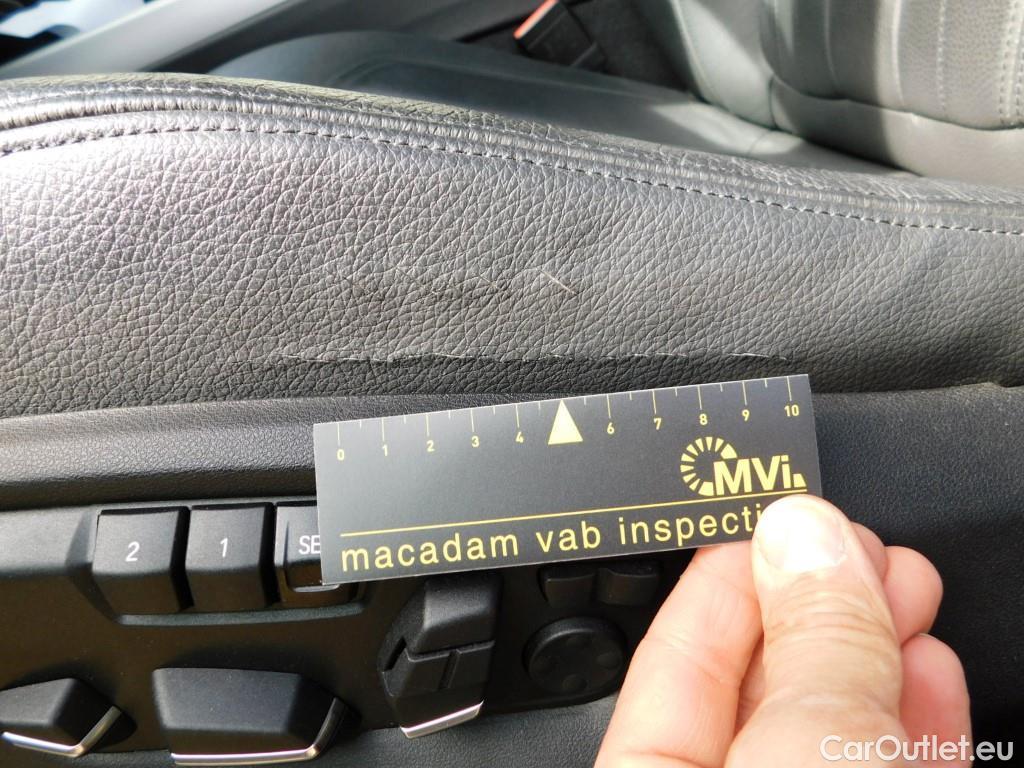 0 1 2 3 4 6 7 8 9 10
MVi.
macadam vab inspecti
2 1 SE
CarOutlet.eu